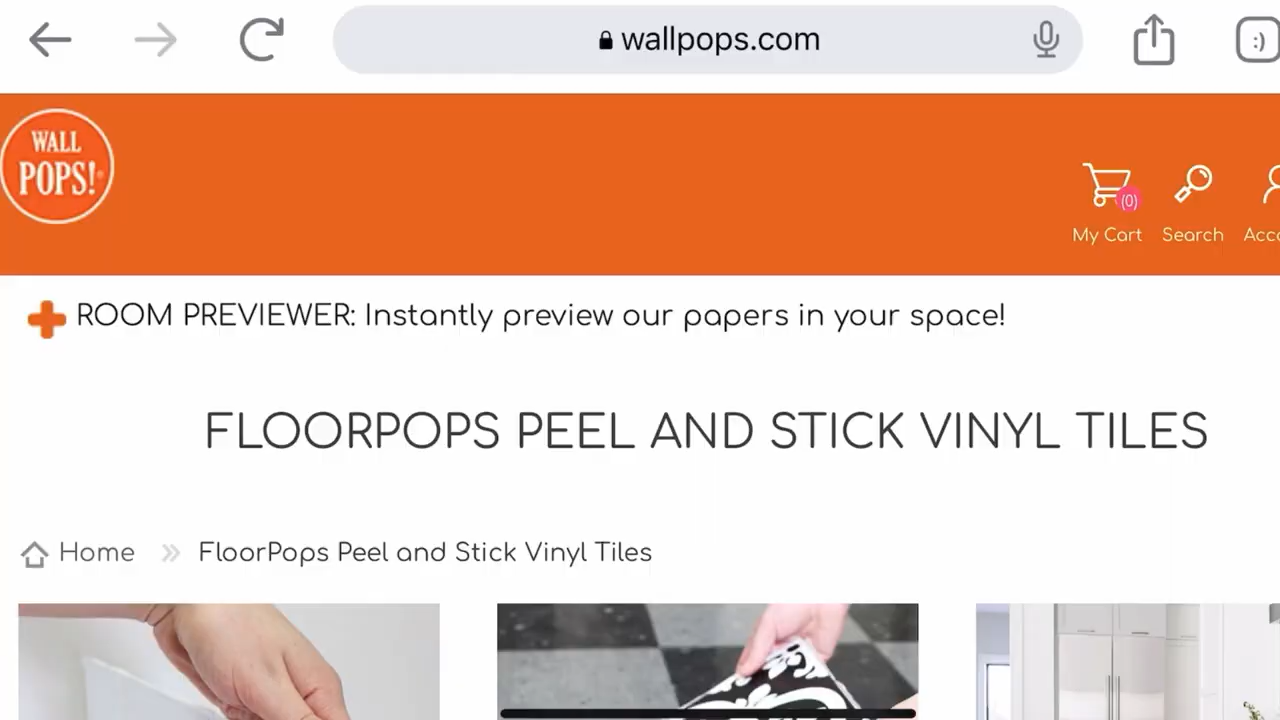 wallpops.com
:)
WALL
POPS!
(0)
My Cart Search
ROOM PREVIEWER: Instantly preview our papers in your space!
FLOORPOPS PEEL AND STICK VINYL TILES
Home » FloorPops Peel and Stick Vinyl Tiles